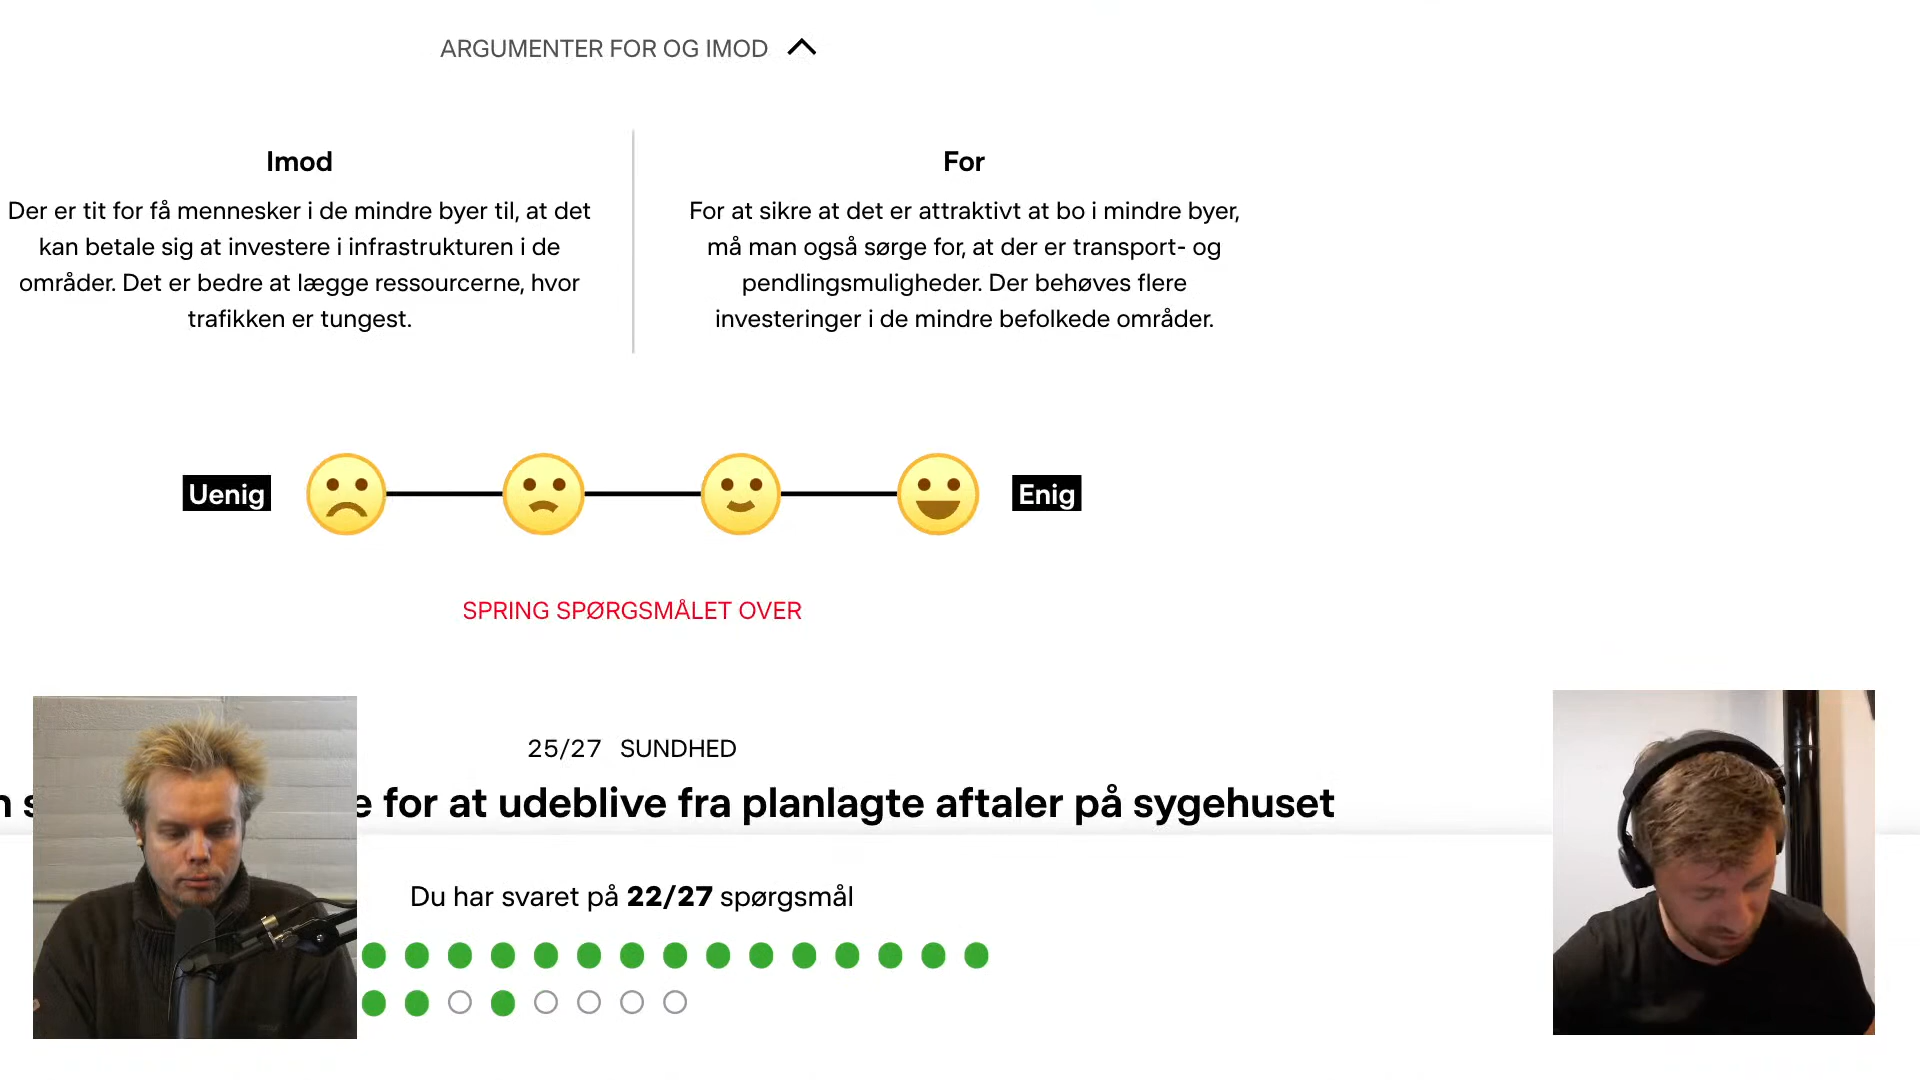 ARGUMENTER FOR OG IMOD
Imod
Der er tit for få mennesker i de mindre byer til, at det
kan betale sig at investere i infrastrukturen i de
områder. Det er bedre at lægge ressourcerne, hvor
trafikken er tungest.
For
For at sikre at det er attraktivt at bo i mindre byer,
må man også sørge for, at der er transport- og
pendlingsmuligheder. Der behøves flere
investeringer i de mindre befolkede områder.
Uenig
Enig
SPRING SPØRGSMÅLET OVER
25/27 SUNDHED
for at udeblive fra planlagte aftaler på sygehuset
Du har svaret på 22/27 spørgsmål